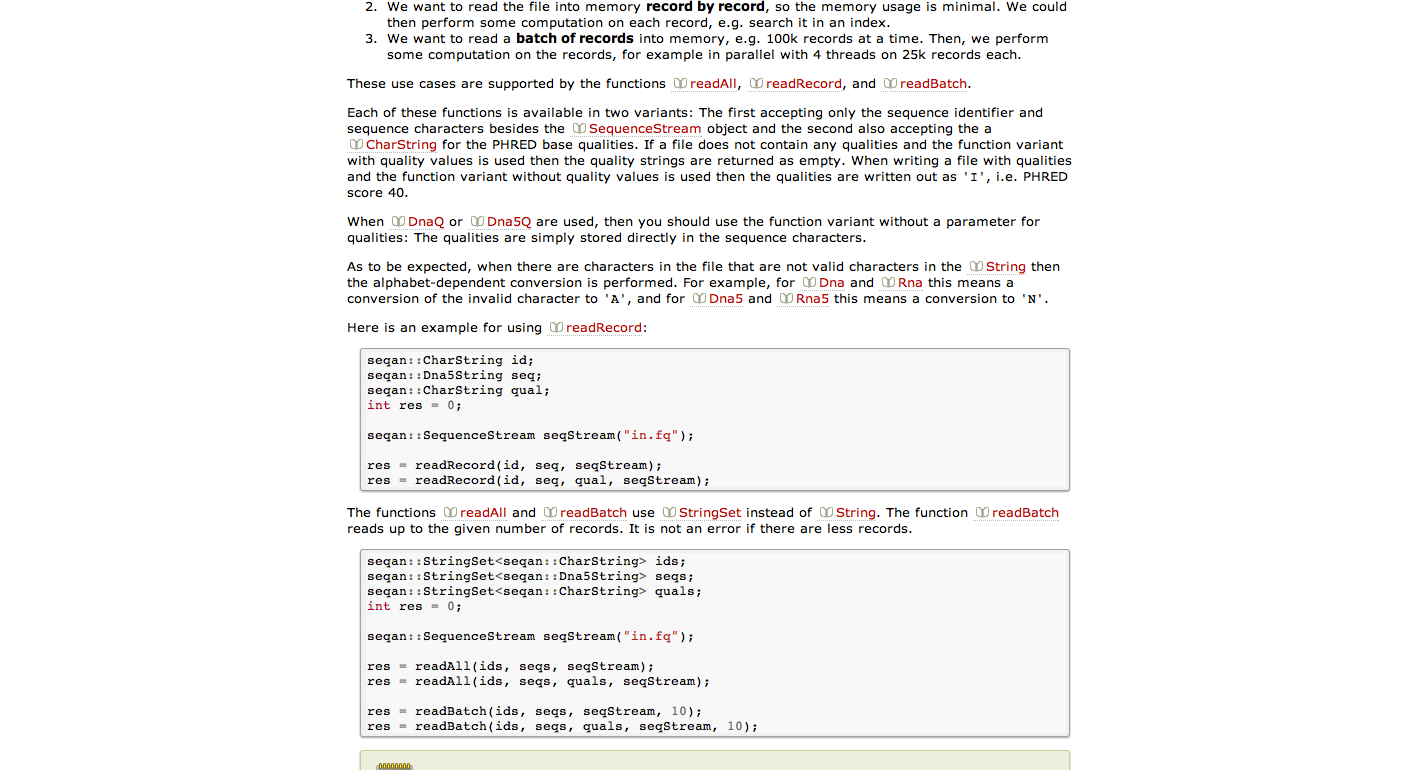 2. We want to read the file into memory record by record, so the memory usage is minimal. We could
then perform some computation on each record, e.g. search it in an index.
3. We want to read a batch of records into memory, e.g. 100k records at a time. Then, we perform
some computation on the records, for example in parallel with 4 threads on 25k records each.
These use cases are supported by the functions readAll, readRecord, and readBatch.
Each of these functions is available in two variants: The first accepting only the sequence identifier and
sequence characters besides the SequenceStream object and the second also accepting the a
CharString for the PHRED base qualities. If a file does not contain any qualities and the function variant
with quality values is used then the quality strings are returned as empty. When writing a file with qualities
and the function variant without quality values is used then the qualities are written out as 'I', i.e. PHRED
score 40.
When DnaQ or Dna5Q are used, then you should use the function variant without a parameter for
qualities: The qualities are simply stored directly in the sequence characters.
As to be expected, when there are characters in the file that are not valid characters in the String then
the alphabet-dependent conversion is performed. For example, for Dna and Rna this means a
conversion of the invalid character to 'A', and for Dna5 and Rna5 this means a conversion to 'N'.
Here is an example for using readRecord:
seqan::CharString id;
seqan::Dna5String seq;
seqan::CharString qual;
int res = 0;
seqan::SequenceStream seqStream("in.fq");
res = readRecord(id, seq, seqStream);
res = readRecord(id, seq, qual, seqStream);
The functions readAll and readBatch use StringSet instead of String. The function readBatch
reads up to the given number of records. It is not an error if there are less records.
seqan::StringSet<seqan::CharString> ids;
seqan::StringSet<seqan::Dna5String> seqs;
seqan::StringSet<seqan::CharString> quals;
int res = 0;
seqan::SequenceStream seqStream("in.fq");
res = readAll(ids, seqs, seqStream);
res = readAll(ids, seqs, quals, seqStream);
res = readBatch(ids, seqs, seqStream, 10);
res = readBatch(ids, seqs, quals, seqStream, 10);